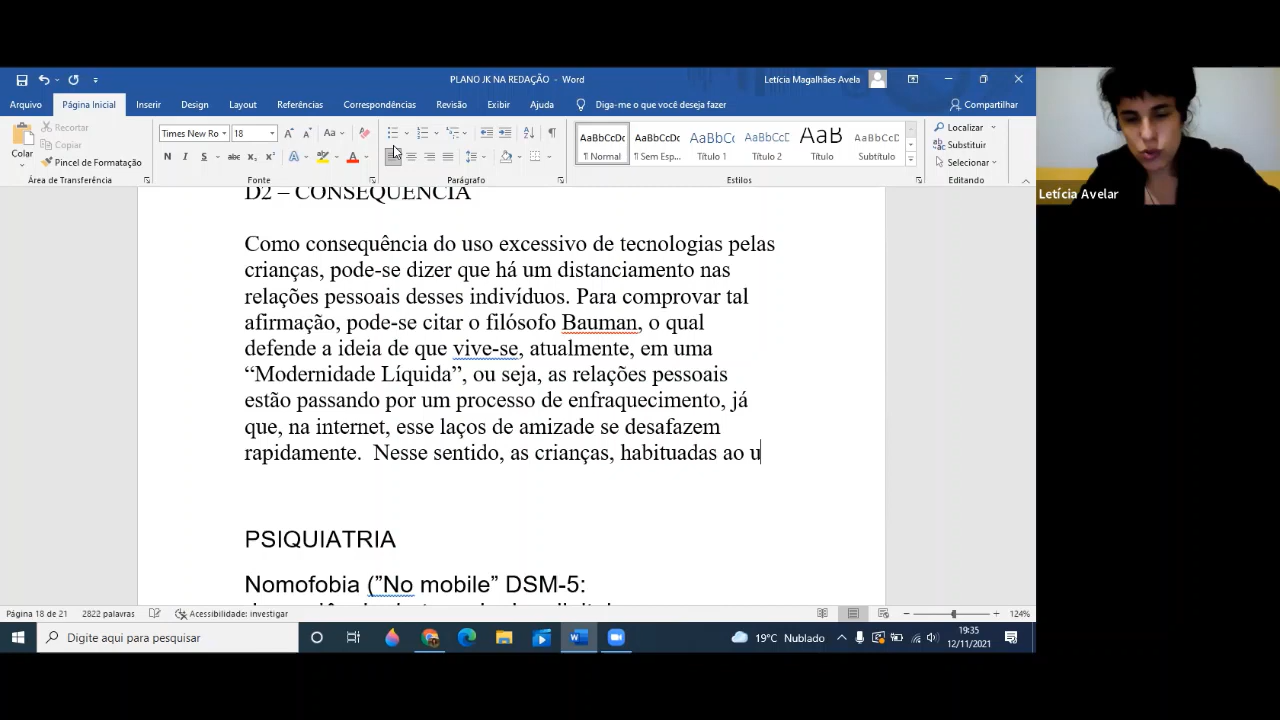 PLANO JK NA REDAÇÃO - Word
Letícia Magalhães Avela
Arquivo
Página Inicial
Inserir
Design
Layout
Referências
Correspondências
Revisão
Exibir
Ajuda
Diga-me o que você deseja fazer
Compartilhar
Colar
Recortar
Copiar
Pincel de Formatação
Área de Transferência
Times New Ro
18
Fonte
Parágrafo
AaBbCcDc
¶ Normal
AaBbCcDc
¶ Sem Esp...
AaBbCc
Título 1
AaBbCcC
Título 2
AaB
Título
AaBbCcC
Subtítulo
Estilos
Localizar
Substituir
Selecionar
Editando
Letícia Avelar
D2 – CONSEQUÊNCIA
Como consequência do uso excessivo de tecnologias pelas
crianças, pode-se dizer que há um distanciamento nas
relações pessoais desses indivíduos. Para comprovar tal
afirmação, pode-se citar o filósofo Bauman, o qual
defende a ideia de que vive-se, atualmente, em uma
“Modernidade Líquida”, ou seja, as relações pessoais
estão passando por um processo de enfraquecimento, já
que, na internet, esse laços de amizade se desafazem
rapidamente.  Nesse sentido, as crianças, habituadas ao u
PSIQUIATRIA
Nomofobia (”No mobile” DSM-5:
Página 18 de 21
2822 palavras
Acessibilidade: investigar
124%
Digite aqui para pesquisar
19°C Nublado
19:35
12/11/2021